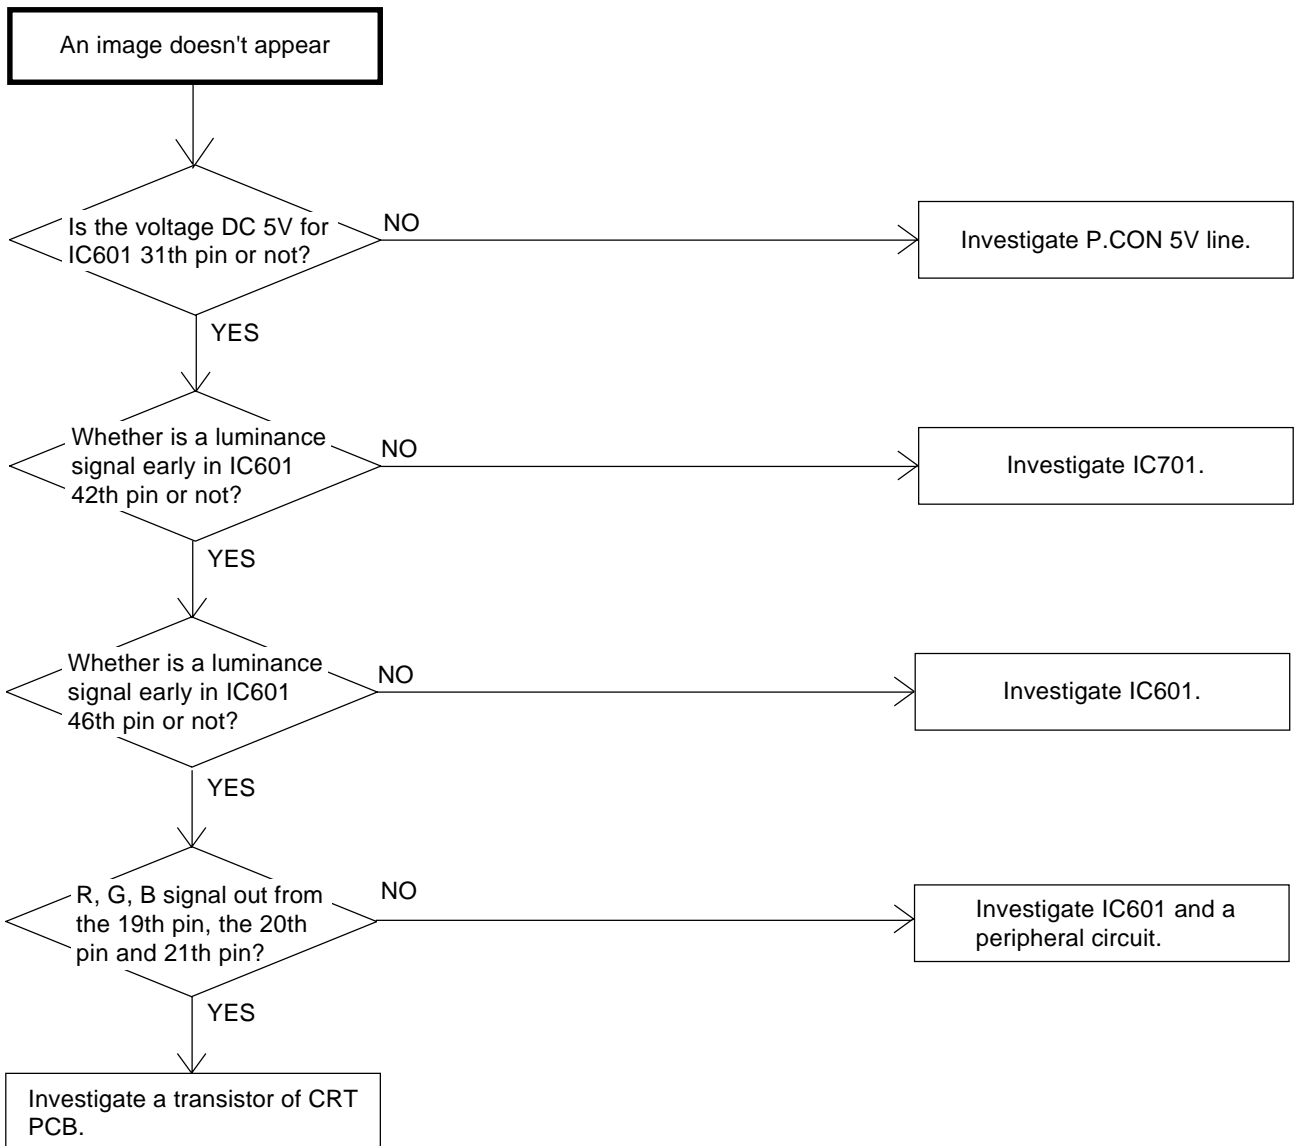 An image doesn't appear
Is the voltage DC 5V for
IC601 31th pin or not?
NO
Investigate P.CON 5V line.
YES
Whether is a luminance
signal early in IC601
42th pin or not?
NO
Investigate IC701.
YES
Whether is a luminance
signal early in IC601
46th pin or not?
NO
Investigate IC601.
YES
R, G, B signal out from
the 19th pin, the 20th
pin and 21th pin?
NO
Investigate IC601 and a
peripheral circuit.
YES
Investigate a transistor of CRT
PCB.